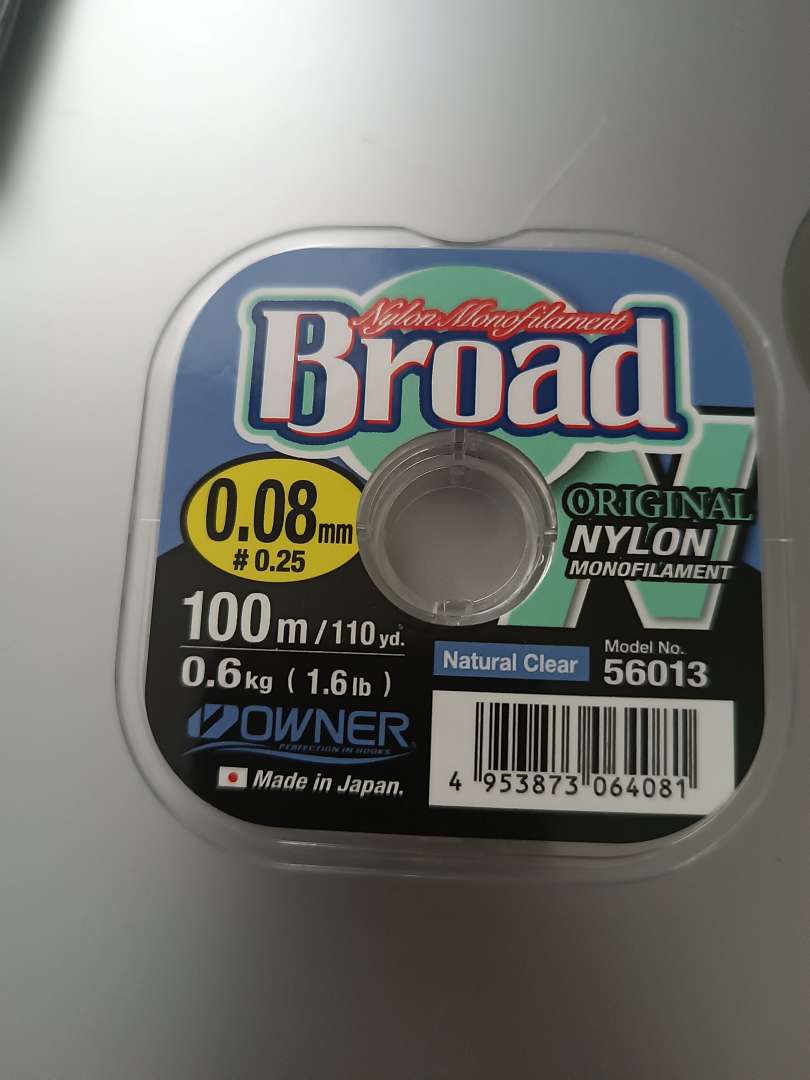 Nylon Monofilament
Broad
0.08mm
# 0.25
ORIGINAL
NYLON
MONOFILAMENT
N
100m/110yd.
0.6kg ( 1.6lb )
Natural Clear
Model No.
56013
OWNER®
PERFECTION IN HOOKS
Made in Japan.
4 953873 064081